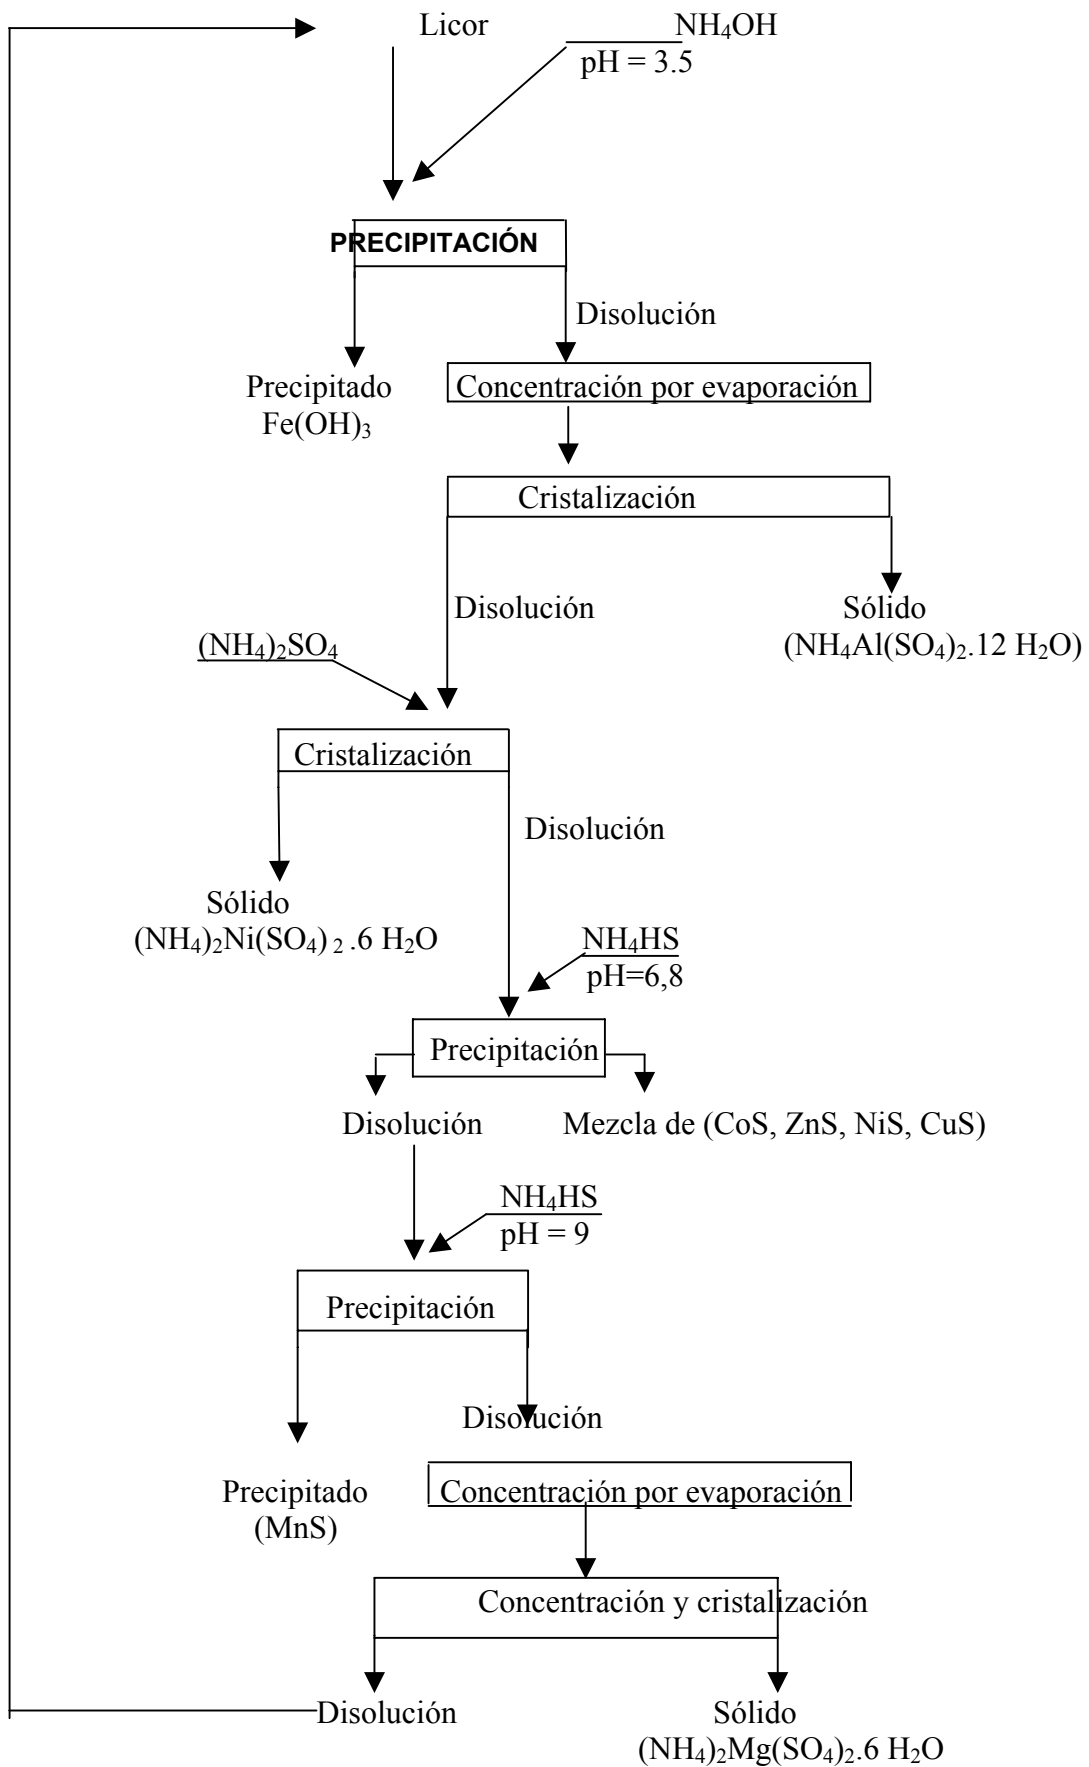 Licor
NH₄OH
pH = 3.5
PRECIPITACIÓN
Disolución
Precipitado
Fe(OH)₃
Concentración por evaporación
Cristalización
Disolución
Sólido
(NH₄Al(SO₄)₂.12 H₂O)
(NH₄)₂SO₄
Cristalización
Disolución
Sólido
(NH₄)₂Ni(SO₄) ₂ .6 H₂O
NH₄HS
pH=6,8
Precipitación
Disolución
Mezcla de (CoS, ZnS, NiS, CuS)
NH₄HS
pH = 9
Precipitación
Disolución
Precipitado
(MnS)
Concentración por evaporación
Concentración y cristalización
Disolución
Sólido
(NH₄)₂Mg(SO₄)₂.6 H₂O